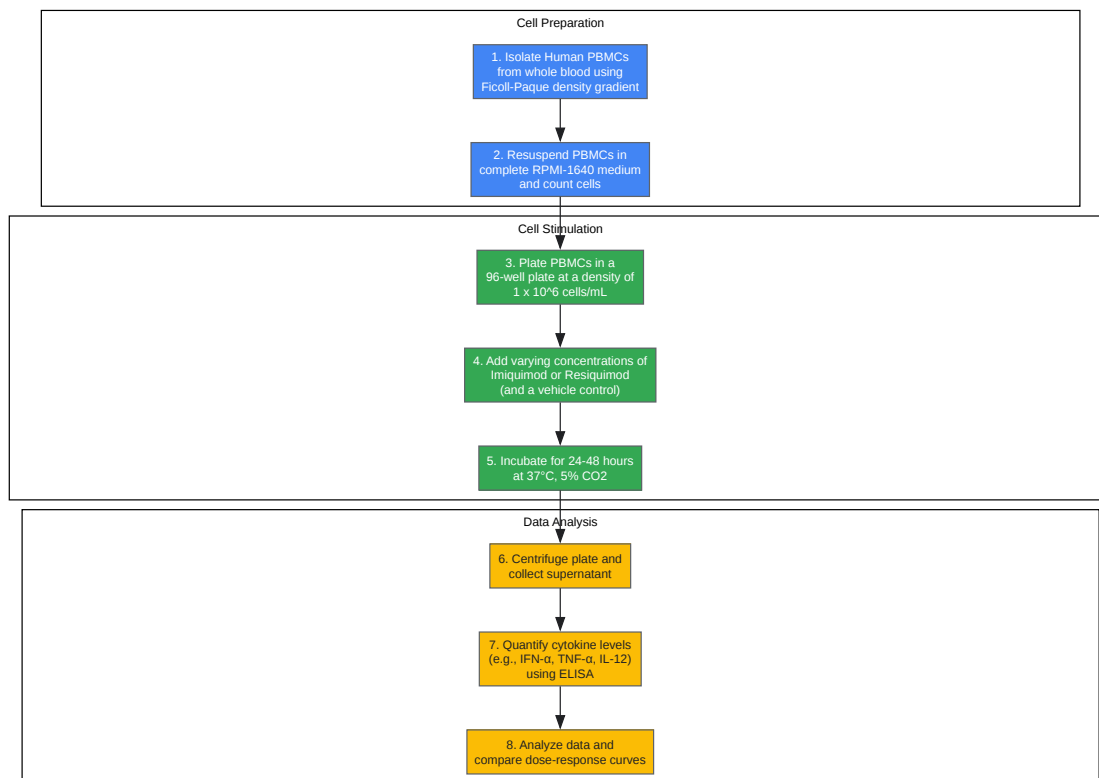 Cell Preparation
1. Isolate Human PBMCs
from whole blood using
Ficoll-Paque density gradient
2. Resuspend PBMCs in
complete RPMI-1640 medium
and count cells
Cell Stimulation
3. Plate PBMCs in a
96-well plate at a density of
1 x 10^6 cells/mL
4. Add varying concentrations of
Imiquimod or Resiquimod
(and a vehicle control)
5. Incubate for 24-48 hours
at 37°C, 5% CO2
Data Analysis
6. Centrifuge plate and
collect supernatant
7. Quantify cytokine levels
(e.g., IFN-α, TNF-α, IL-12)
using ELISA
8. Analyze data and
compare dose-response curves